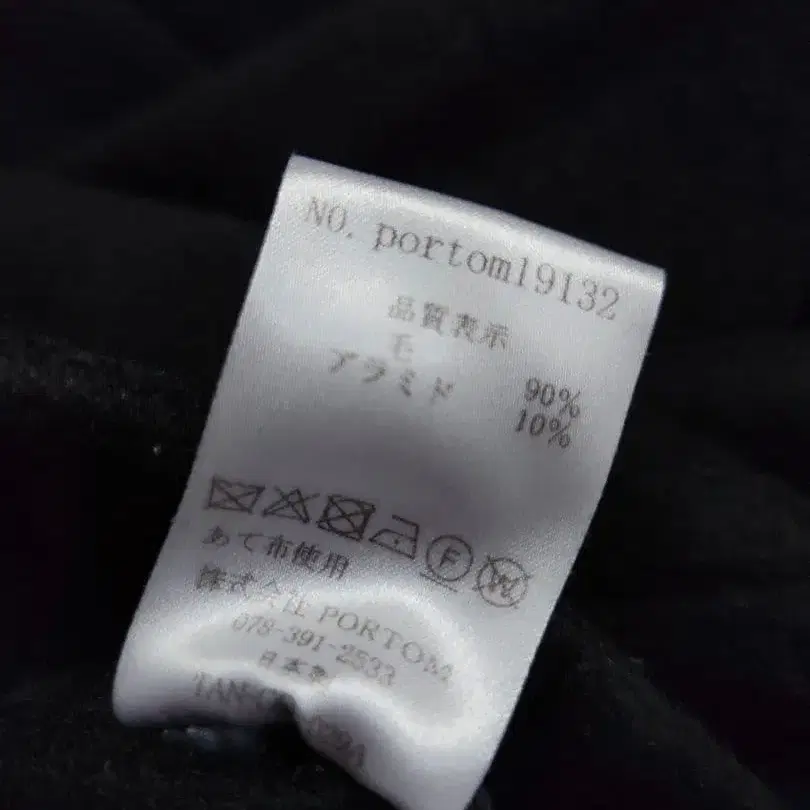 NO. portom19132
品質表示
毛 90%
アラミド 10%
F W
あて布使用
株式会社 PORTOM
078-391-2533
日本製